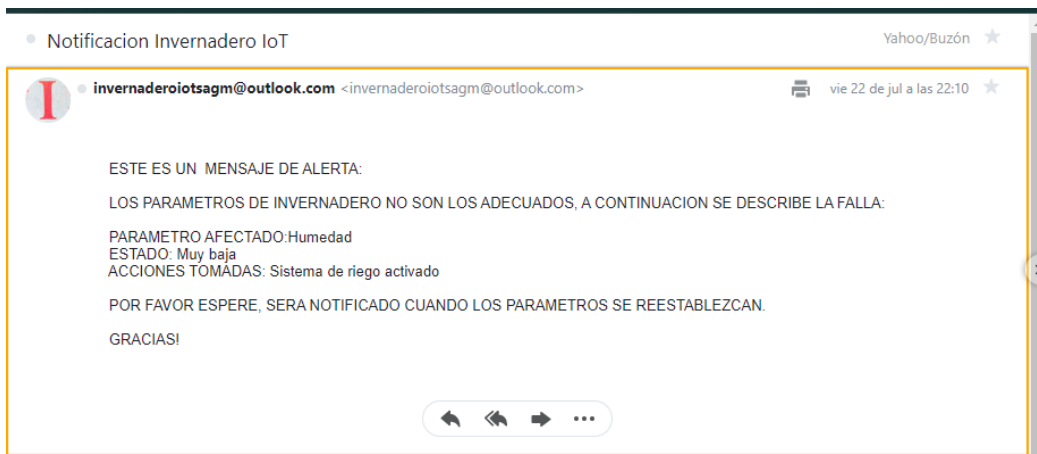 Notificacion Invernadero IoT
Yahoo/Buzón
I
invernaderoiotsagm@outlook.com <invernaderoiotsagm@outlook.com>
vie 22 de jul a las 22:10
ESTE ES UN MENSAJE DE ALERTA:
LOS PARAMETROS DE INVERNADERO NO SON LOS ADECUADOS, A CONTINUACION SE DESCRIBE LA FALLA:
PARAMETRO AFECTADO:Humedad
ESTADO: Muy baja
ACCIONES TOMADAS: Sistema de riego activado
POR FAVOR ESPERE, SERA NOTIFICADO CUANDO LOS PARAMETROS SE REESTABLEZCAN.
GRACIAS!